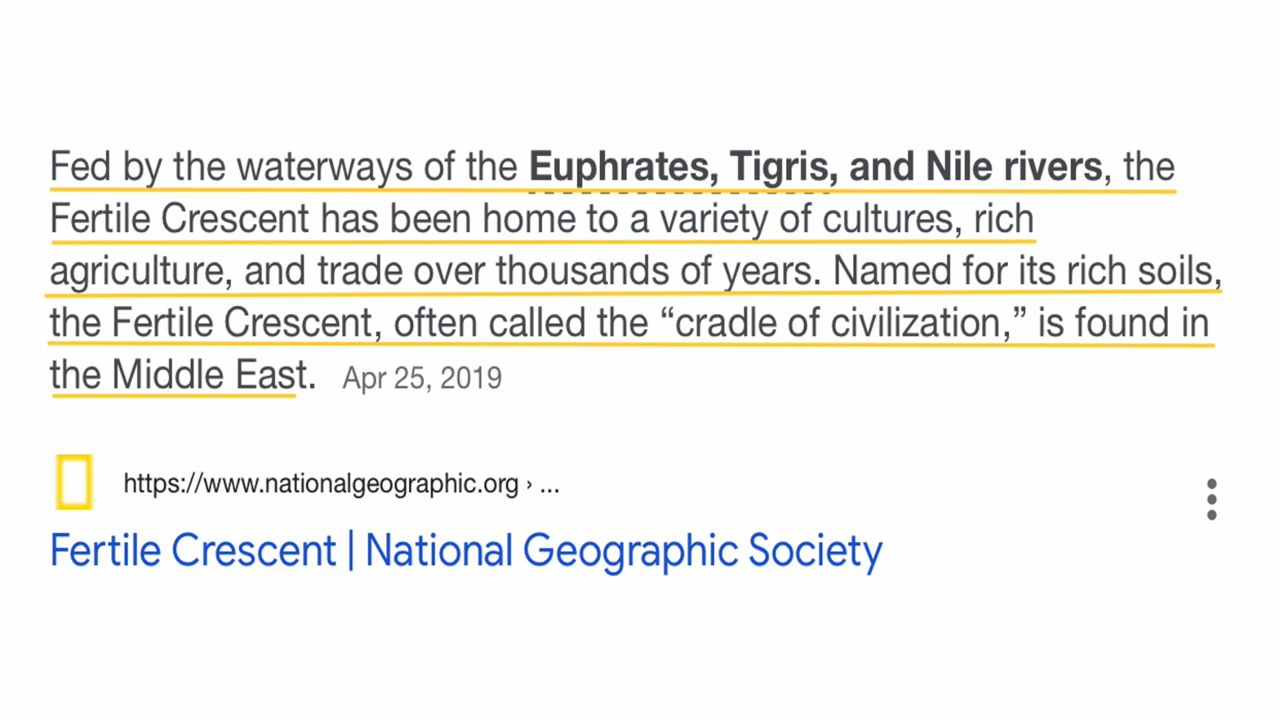 Fed by the waterways of the Euphrates, Tigris, and Nile rivers, the
Fertile Crescent has been home to a variety of cultures, rich
agriculture, and trade over thousands of years. Named for its rich soils,
the Fertile Crescent, often called the “cradle of civilization,” is found in
the Middle East. Apr 25, 2019
https://www.nationalgeographic.org › ...
Fertile Crescent | National Geographic Society